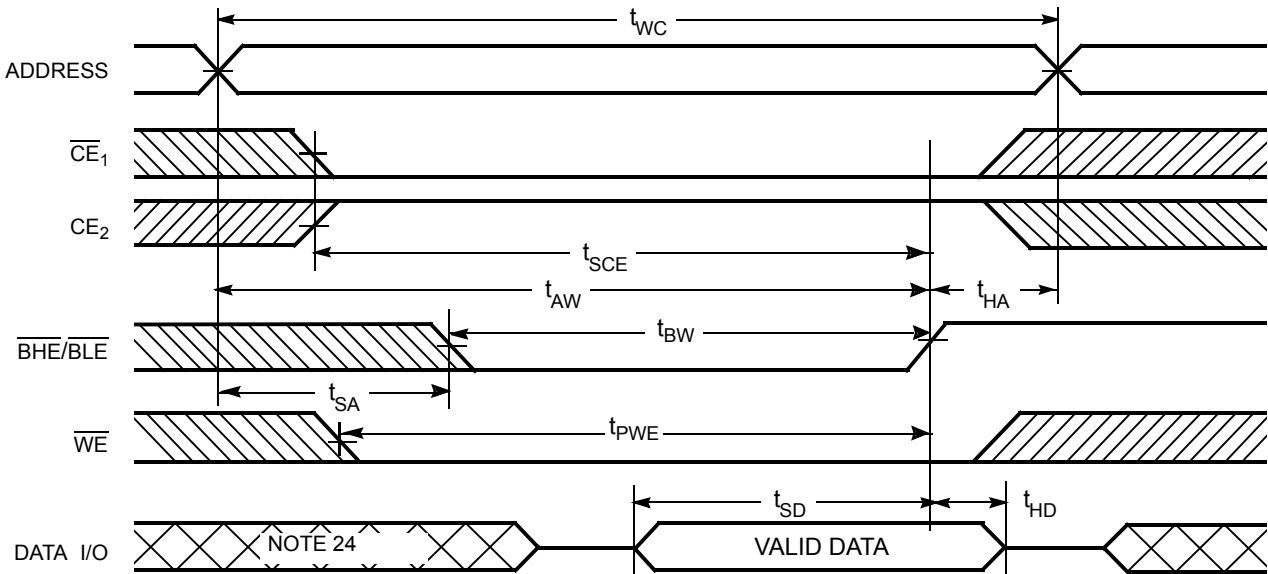 tWC
ADDRESS
CE1
CE2
tSCE
tAW
tHA
BHE/BLE
tBW
tSA
WE
tPWE
tSD
tHD
DATA I/O
NOTE 24
VALID DATA